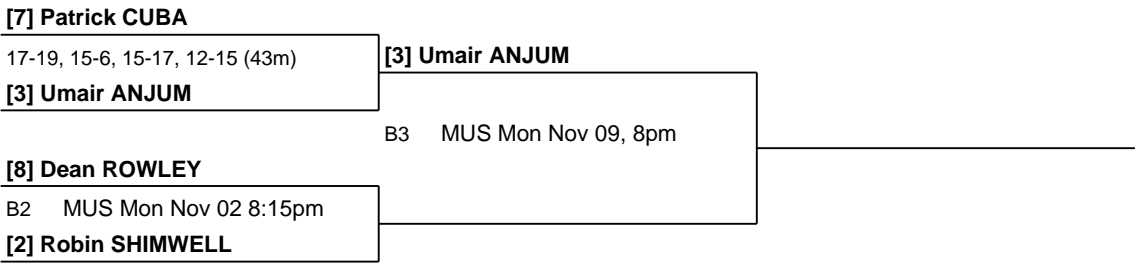 [7] Patrick CUBA
17-19, 15-6, 15-17, 12-15 (43m)
[3] Umair ANJUM
[3] Umair ANJUM
B3 MUS Mon Nov 09, 8pm
[8] Dean ROWLEY
B2 MUS Mon Nov 02 8:15pm
[2] Robin SHIMWELL